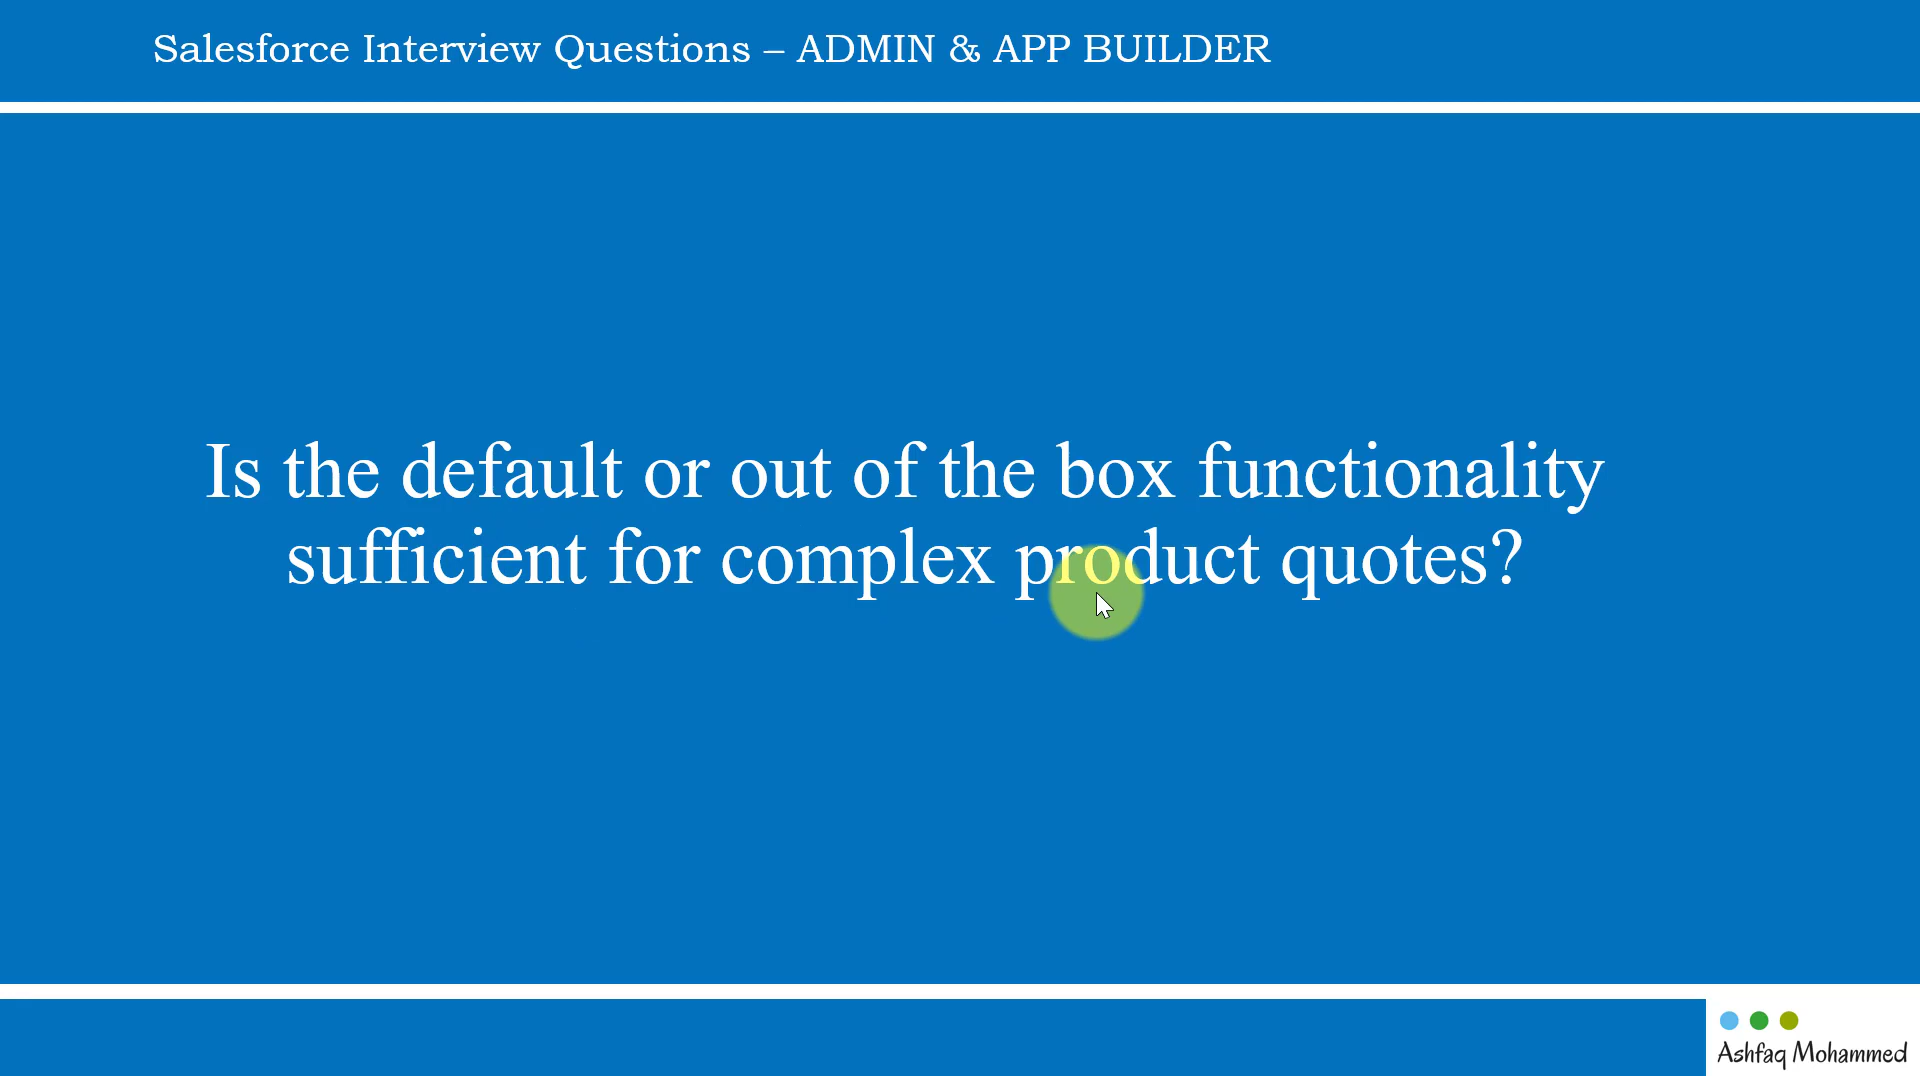 Salesforce Interview Questions – ADMIN & APP BUILDER
Is the default or out of the box functionality
sufficient for complex product quotes?
Ashfaq Mohammed